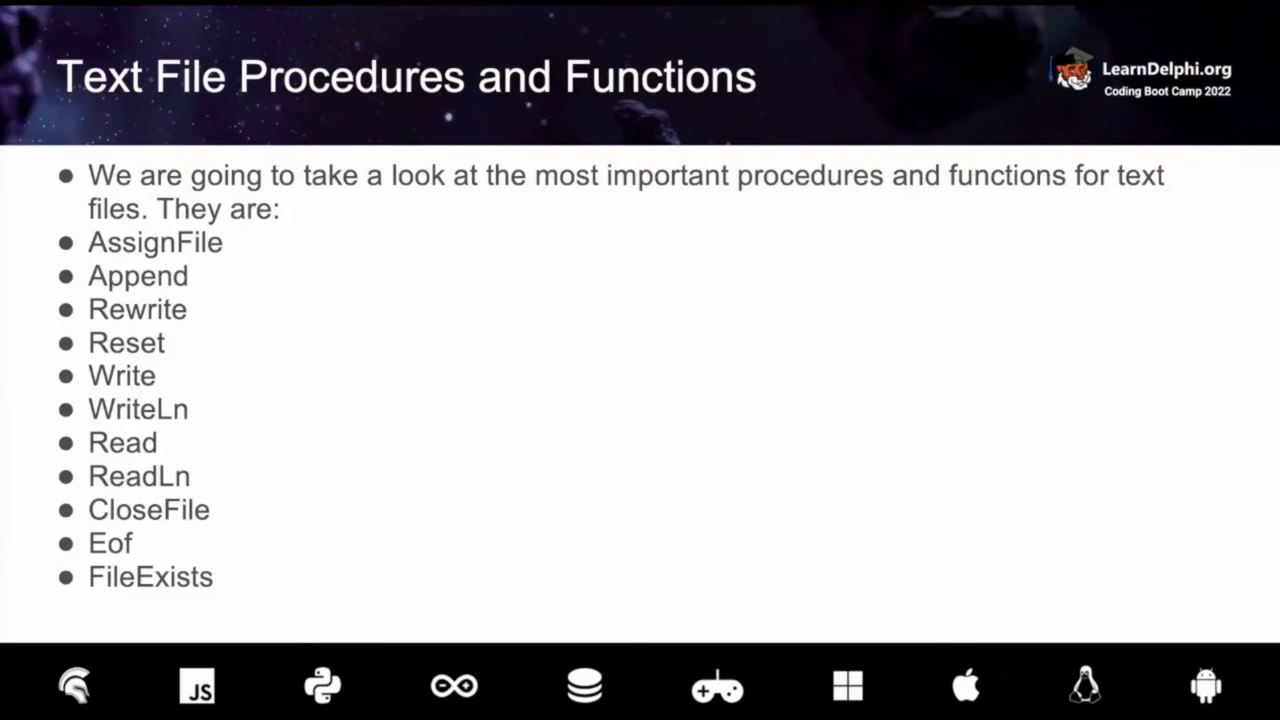 Text File Procedures and Functions
LearnDelphi.org
Coding Boot Camp 2022
● We are going to take a look at the most important procedures and functions for text
files. They are:
● AssignFile
● Append
● Rewrite
● Reset
● Write
● WriteLn
● Read
● ReadLn
● CloseFile
● Eof
● FileExists
JS